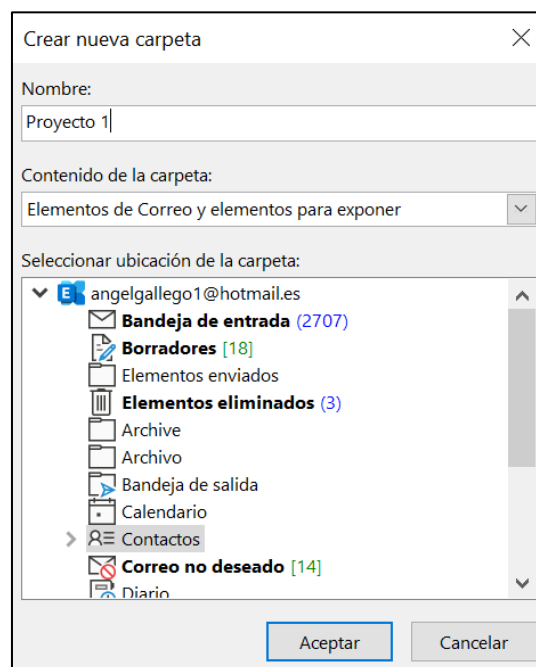 Crear nueva carpeta
Nombre:
Proyecto 1
Contenido de la carpeta:
Elementos de Correo y elementos para exponer
Seleccionar ubicación de la carpeta:
E angelgallego1@hotmail.es
Bandeja de entrada (2707)
Borradores [18]
Elementos enviados
Elementos eliminados (3)
Archive
Archivo
Bandeja de salida
Calendario
Contactos
Correo no deseado [14]
Diario
Aceptar Cancelar